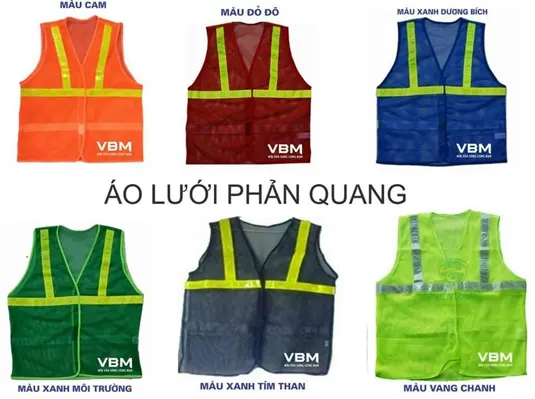 MÀU CAM
MÀU ĐỎ ĐÔ
MÀU XANH DƯƠNG BÍCH
VBM
VBM
VBM
ÁO LƯỚI PHẢN QUANG
VBM
VBM
VBM
MÀU XANH MÔI TRƯỜNG
MÀU XANH TÍM THAN
MÀU VANG CHANH